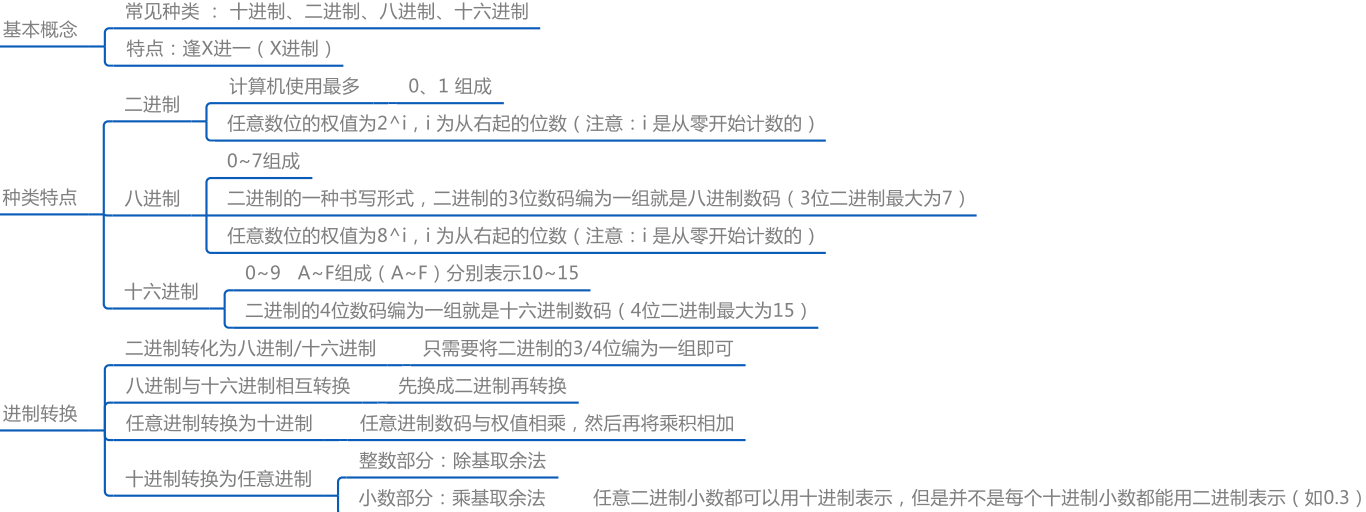 常见种类 ： 十进制、二进制、八进制、十六进制
基本概念
特点：逢X进一（X进制）
计算机使用最多 0、1 组成
二进制
任意数位的权值为2^i，i 为从右起的位数（注意：i 是从零开始计数的）
0~7组成
种类特点
八进制 二进制的一种书写形式，二进制的3位数码编为一组就是八进制数码（3位二进制最大为7）
任意数位的权值为8^i，i 为从右起的位数（注意：i 是从零开始计数的）
0~9 A~F组成（A~F）分别表示10~15
十六进制
二进制的4位数码编为一组就是十六进制数码（4位二进制最大为15）
二进制转化为八进制/十六进制 只需要将二进制的3/4位编为一组即可
八进制与十六进制相互转换 先换成二进制再转换
进制转换
任意进制转换为十进制 任意进制数码与权值相乘，然后再将乘积相加
整数部分：除基取余法
十进制转换为任意进制
小数部分：乘基取余法 任意二进制小数都可以用十进制表示，但是并不是每个十进制小数都能用二进制表示（如0.3）